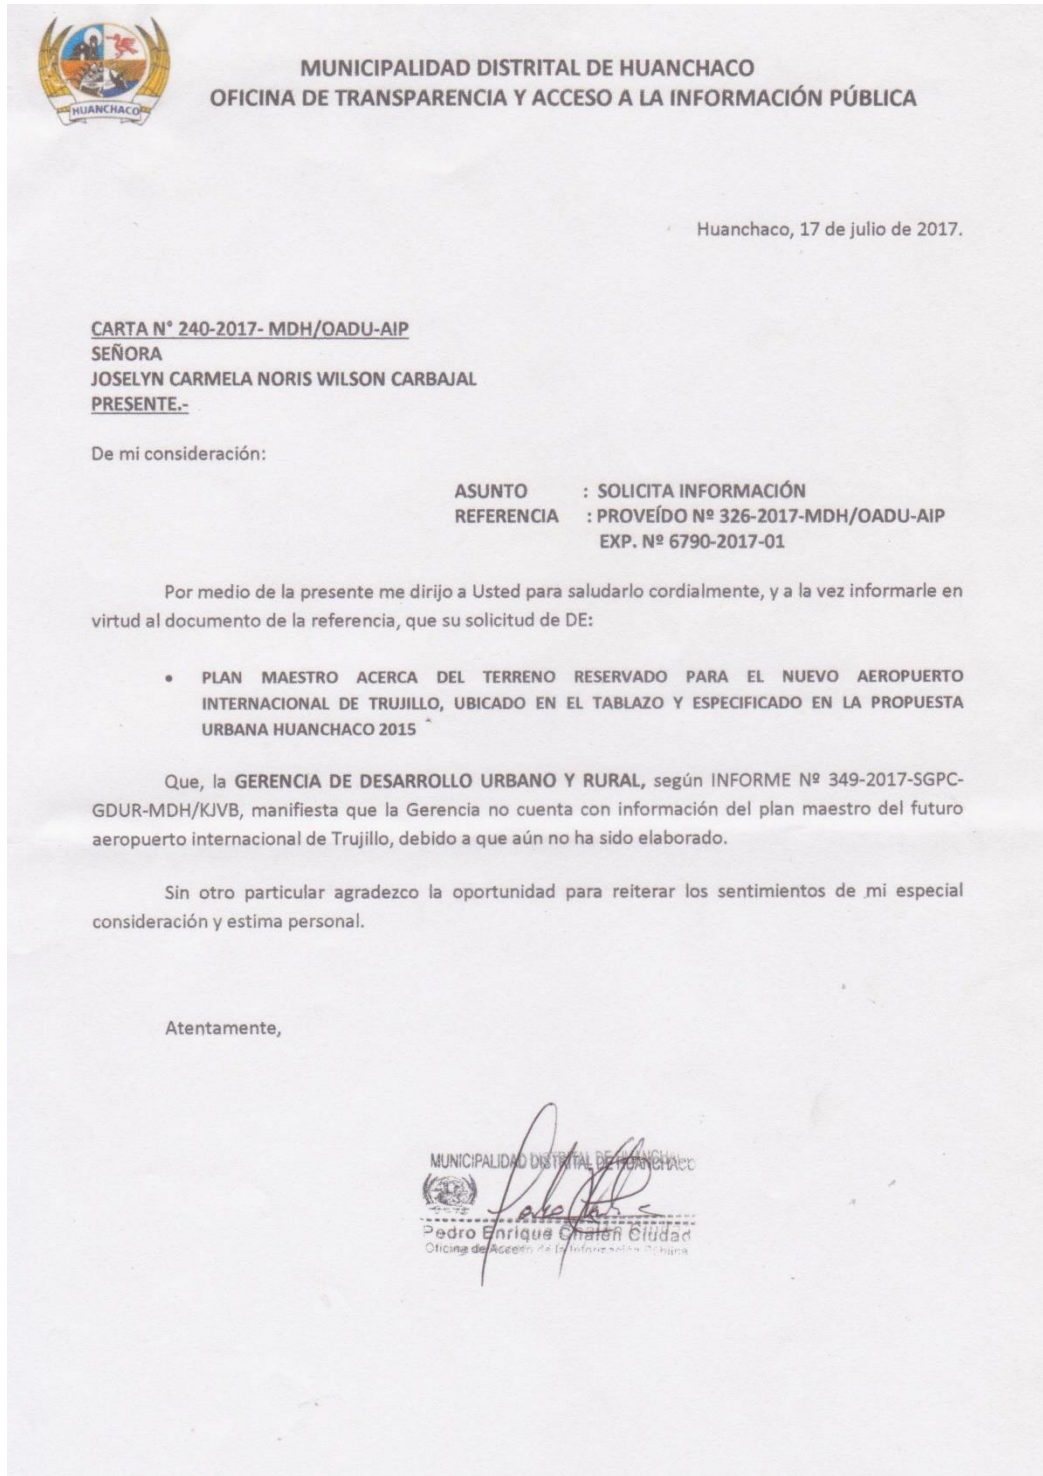 HUANCHACO
MUNICIPALIDAD DISTRITAL DE HUANCHACO
OFICINA DE TRANSPARENCIA Y ACCESO A LA INFORMACIÓN PÚBLICA
Huanchaco, 17 de julio de 2017.
CARTA N° 240-2017- MDH/OADU-AIP
SEÑORA
JOSELYN CARMELA NORIS WILSON CARBAJAL
PRESENTE.-
De mi consideración:
ASUNTO : SOLICITA INFORMACIÓN
REFERENCIA : PROVEÍDO Nº 326-2017-MDH/OADU-AIP
EXP. Nº 6790-2017-01
Por medio de la presente me dirijo a Usted para saludarlo cordialmente, y a la vez informarle en
virtud al documento de la referencia, que su solicitud de DE:
• PLAN MAESTRO ACERCA DEL TERRENO RESERVADO PARA EL NUEVO AEROPUERTO
INTERNACIONAL DE TRUJILLO, UBICADO EN EL TABLAZO Y ESPECIFICADO EN LA PROPUESTA
URBANA HUANCHACO 2015
Que, la GERENCIA DE DESARROLLO URBANO Y RURAL, según INFORME Nº 349-2017-SGPC-
GDUR-MDH/KJVB, manifiesta que la Gerencia no cuenta con información del plan maestro del futuro
aeropuerto internacional de Trujillo, debido a que aún no ha sido elaborado.
Sin otro particular agradezco la oportunidad para reiterar los sentimientos de mi especial
consideración y estima personal.
Atentamente,
MUNICIPALIDAD DISTRITAL DE HUANCHACO
Pedro Enrique Chalén Ciudad
Oficina de Acceso de la Información Pública